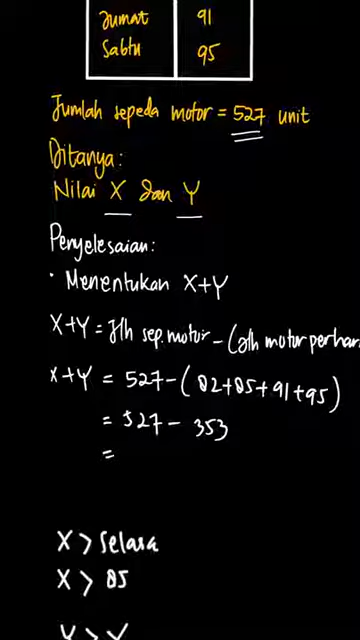 Jumat 91
Sabtu 95
Jumlah sepeda motor = 527 unit
Ditanya:
Nilai X dan Y
Penyelesaian:
• Menentukan X+Y
X+Y = Jlh sep. motor - (Jlh motor perhar
X+Y = 527 - (82+85+91+95)
= 527 - 353
=
X > Selasa
X > 85
X > Y